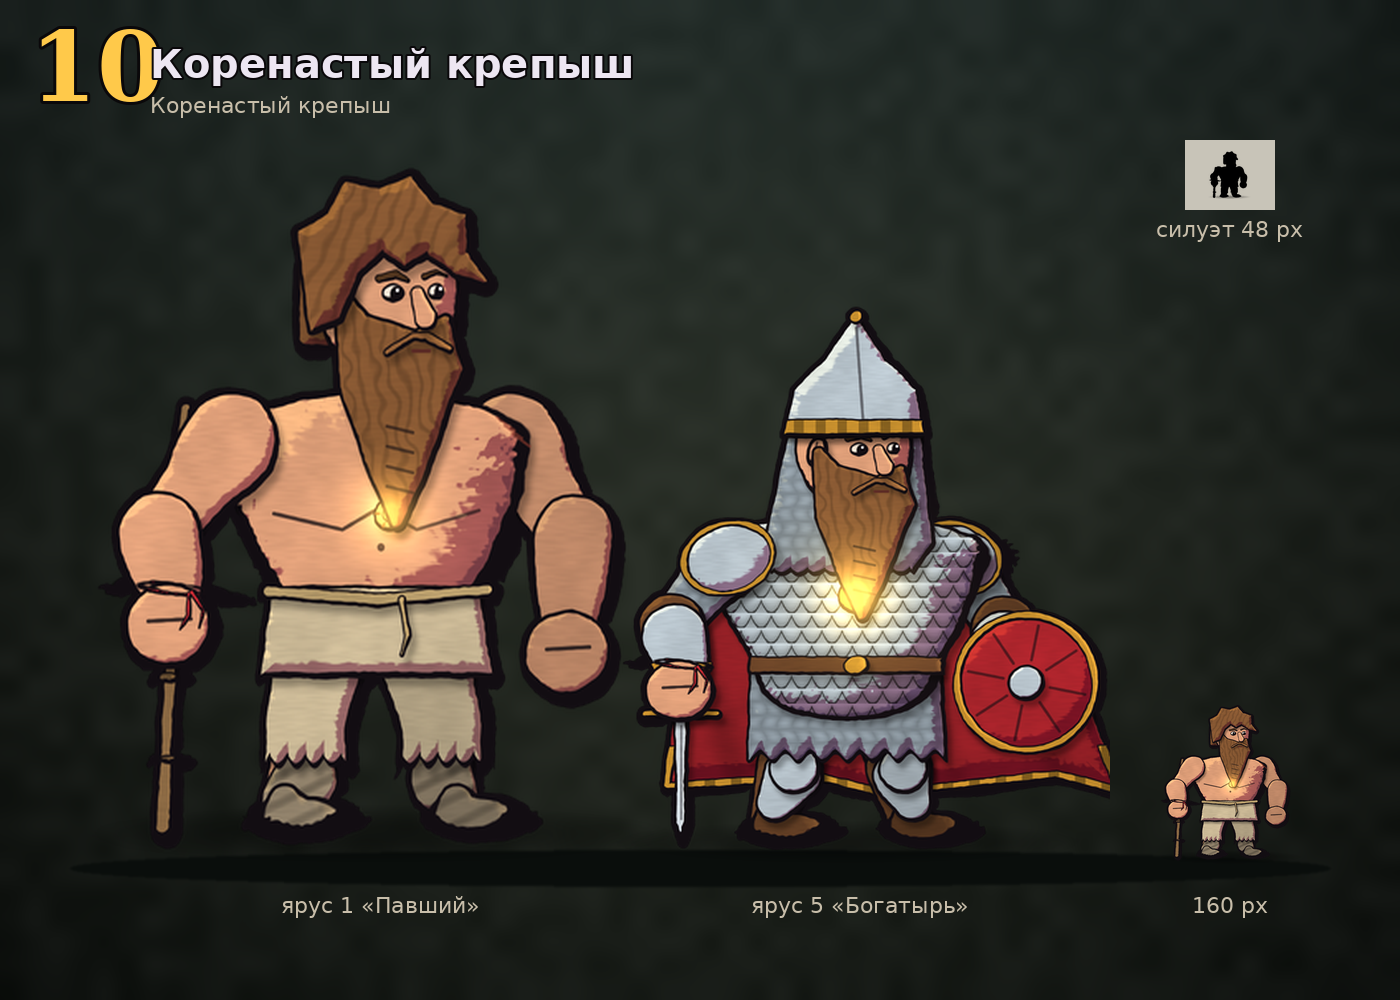 10
Коренастый крепыш
Коренастый крепыш
силуэт 48 px
ярус 1 «Павший»
ярус 5 «Богатырь»
160 px